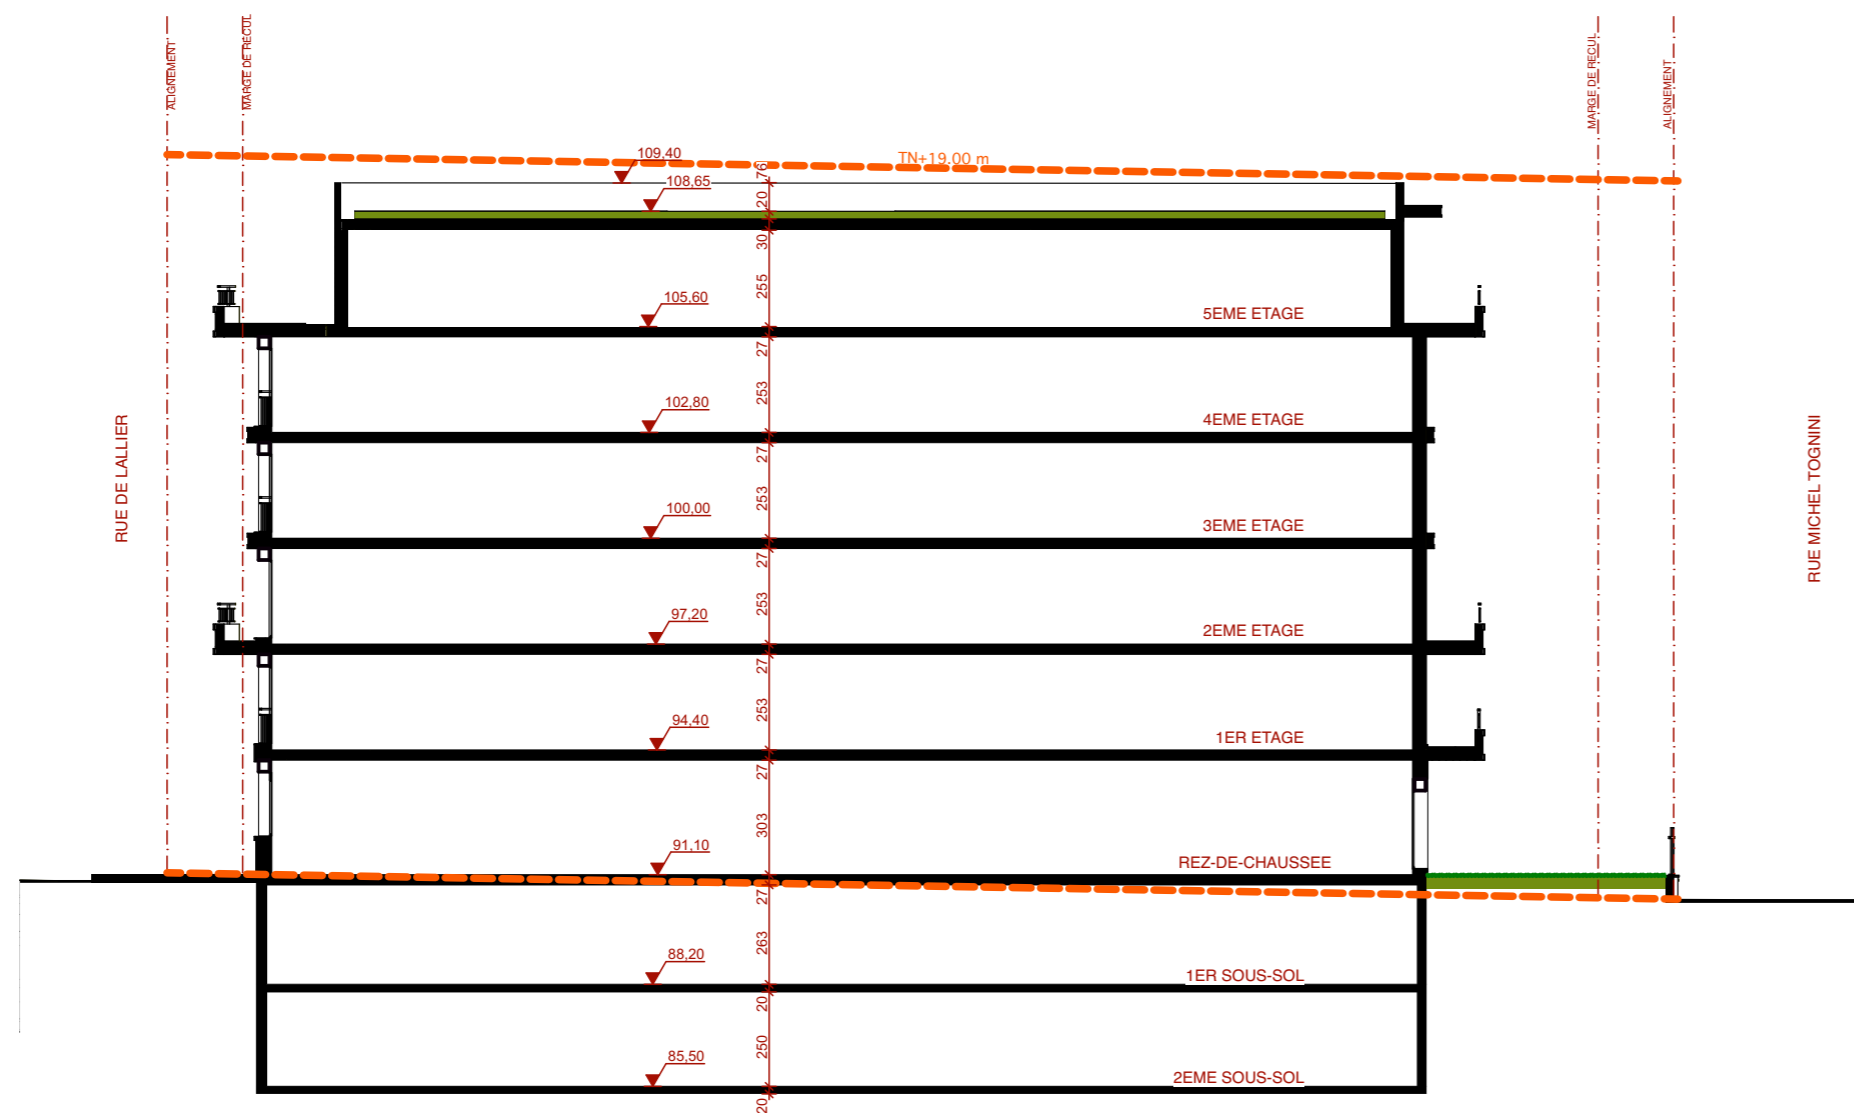 ALIGNEMENT
MARGE DE RECUL
MARGE DE RECUL
ALIGNEMENT
TN+19.00 m
109,40
76
108,65
20
30
255
105,60
5EME ETAGE
27
253
102,80
4EME ETAGE
27
253
100,00
3EME ETAGE
27
253
97,20
2EME ETAGE
27
253
94,40
1ER ETAGE
27
303
91,10
REZ-DE-CHAUSSEE
27
263
88,20
1ER SOUS-SOL
20
250
85,50
2EME SOUS-SOL
20
RUE DE LALLIER
RUE MICHEL TOGNINI